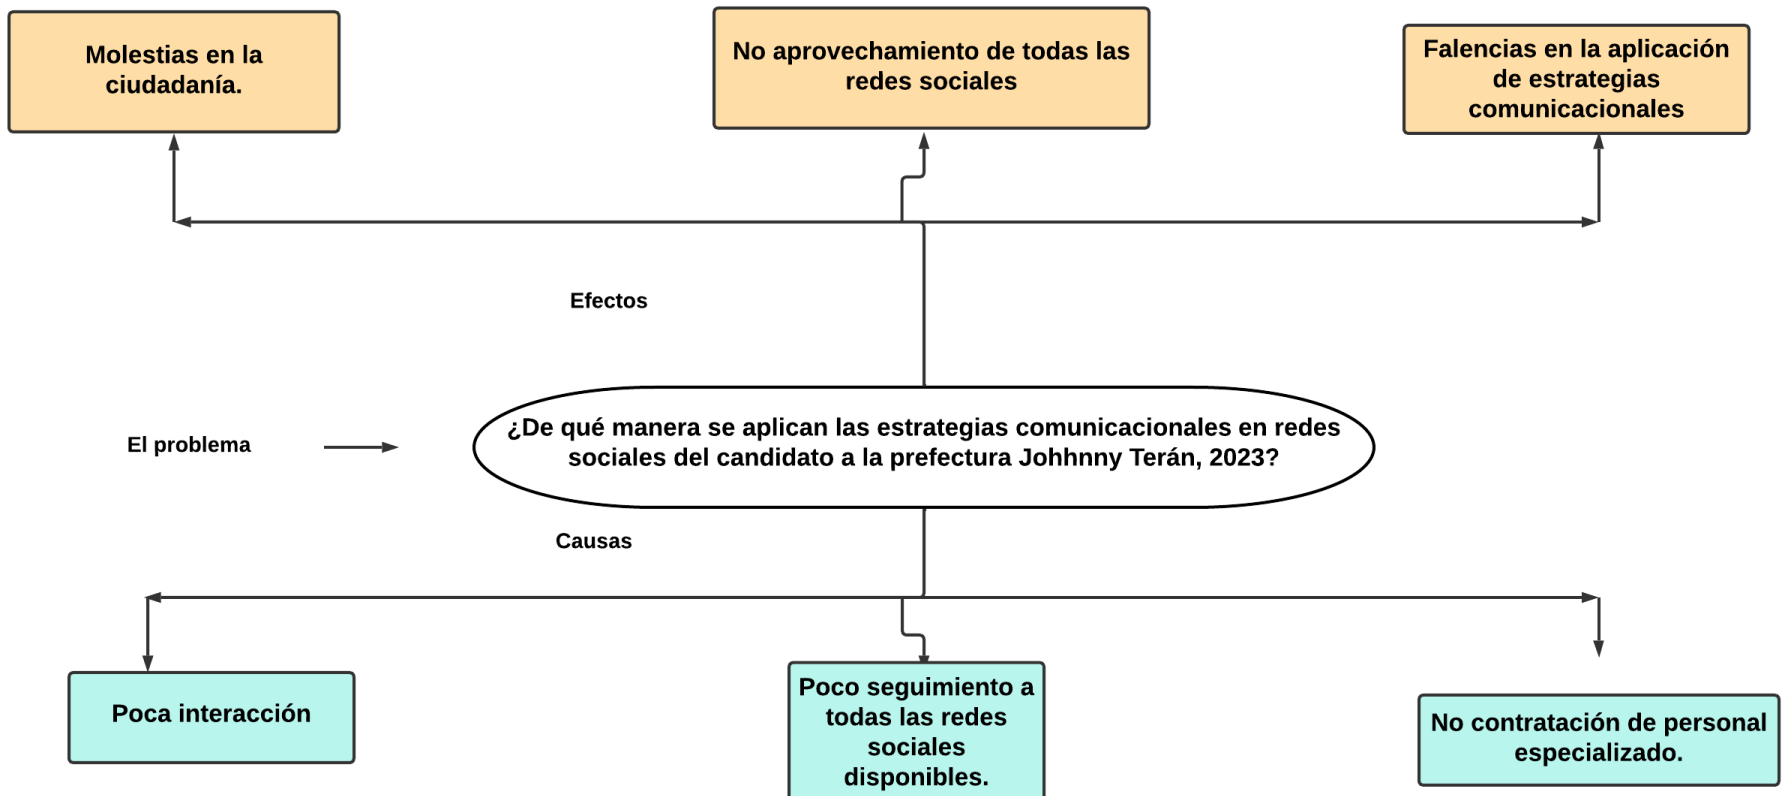 Molestias en la
ciudadanía.
No aprovechamiento de todas las
redes sociales
Falencias en la aplicación
de estrategias
comunicacionales
Efectos
El problema
¿De qué manera se aplican las estrategias comunicacionales en redes
sociales del candidato a la prefectura Johhnny Terán, 2023?
Causas
Poca interacción
Poco seguimiento a
todas las redes
sociales
disponibles.
No contratación de personal
especializado.